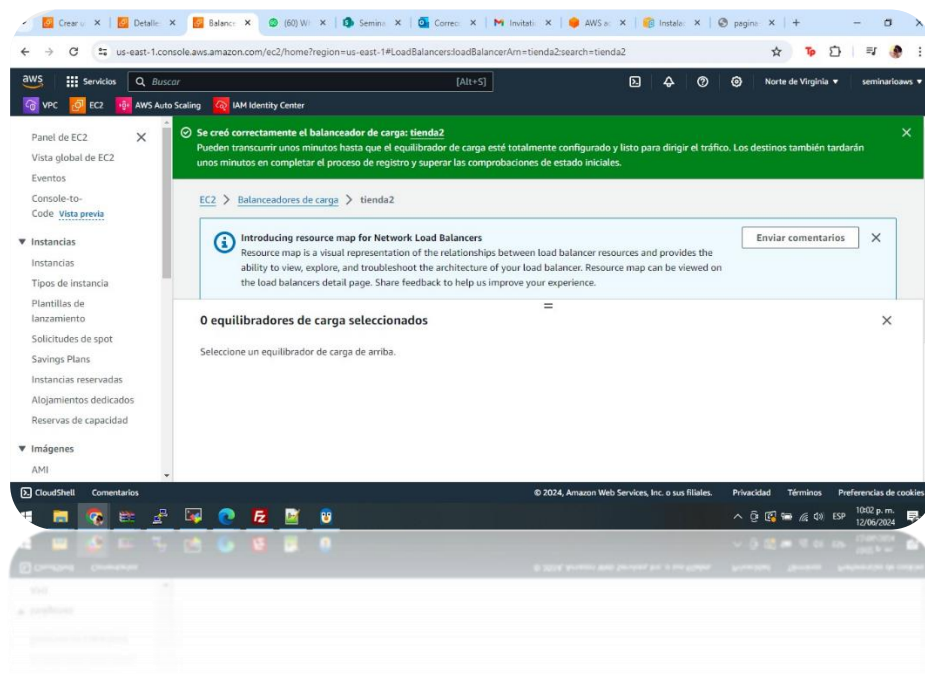 Crear u
Detalle:
Balance
(60) W
Semina
Correo
Invitati
AWS a
Instalac
pagina
us-east-1.console.aws.amazon.com/ec2/home?region=us-east-1#LoadBalancers:loadBalancerArn=tienda2;search=tienda2
aws
Servicios
Buscar
[Alt+S]
Norte de Virginia
seminarioaws
VPC
EC2
AWS Auto Scaling
IAM Identity Center
Panel de EC2
Vista global de EC2
Eventos
Console-to-
Code Vista previa
Instancias
Instancias
Tipos de instancia
Plantillas de
lanzamiento
Solicitudes de spot
Savings Plans
Instancias reservadas
Alojamientos dedicados
Reservas de capacidad
Imágenes
AMI
Se creó correctamente el balanceador de carga: tienda2
Pueden transcurrir unos minutos hasta que el equilibrador de carga esté totalmente configurado y listo para dirigir el tráfico. Los destinos también tardarán
unos minutos en completar el proceso de registro y superar las comprobaciones de estado iniciales.
EC2 > Balanceadores de carga > tienda2
Introducing resource map for Network Load Balancers
Resource map is a visual representation of the relationships between load balancer resources and provides the
ability to view, explore, and troubleshoot the architecture of your load balancer. Resource map can be viewed on
the load balancers detail page. Share feedback to help us improve your experience.
Enviar comentarios
0 equilibradores de carga seleccionados
Seleccione un equilibrador de carga de arriba.
CloudShell
Comentarios
© 2024, Amazon Web Services, Inc. o sus filiales.
Privacidad
Términos
Preferencias de cookies
ESP
10:02 p. m.
12/06/2024